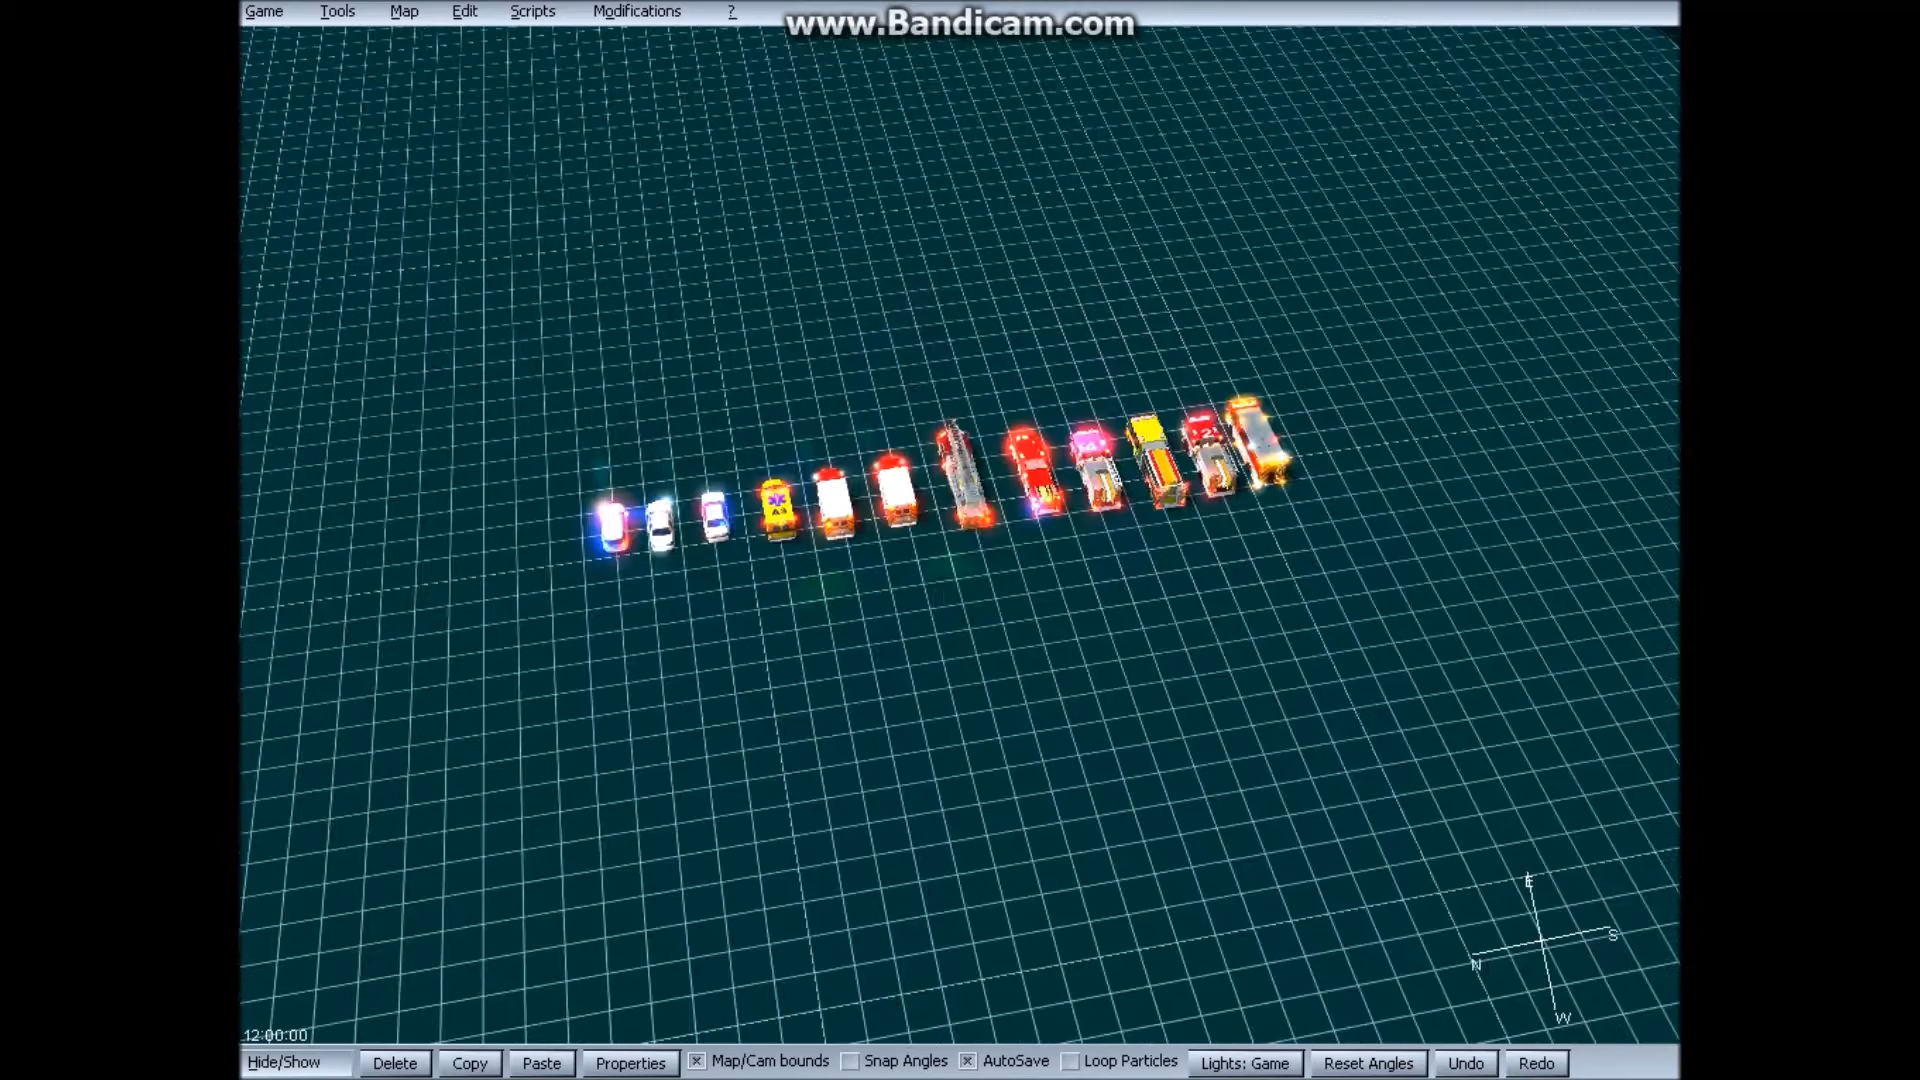 Game Tools Map Edit Scripts Modifications ?
www.Bandicam.com
A3
E
S
N
W
12:00:00
Hide/Show Delete Copy Paste Properties Map/Cam bounds Snap Angles AutoSave Loop Particles Lights: Game Reset Angles Undo Redo